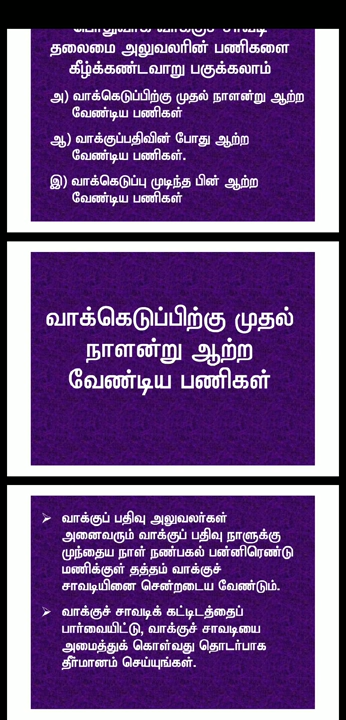 பொதுவாக வாக்குச் சாவடி
தலைமை அலுவலரின் பணிகளை
கீழ்க்கண்டவாறு பகுக்கலாம்
அ) வாக்கெடுப்பிற்கு முதல் நாளன்று ஆற்ற
வேண்டிய பணிகள்
ஆ) வாக்குப்பதிவின் போது ஆற்ற
வேண்டிய பணிகள்.
இ) வாக்கெடுப்பு முடிந்த பின் ஆற்ற
வேண்டிய பணிகள்
வாக்கெடுப்பிற்கு முதல்
நாளன்று ஆற்ற
வேண்டிய பணிகள்
➢ வாக்குப் பதிவு அலுவலர்கள்
அனைவரும் வாக்குப் பதிவு நாளுக்கு
முந்தைய நாள் நண்பகல் பன்னிரெண்டு
மணிக்குள் தத்தம் வாக்குச்
சாவடியினை சென்றடைய வேண்டும்.
➢ வாக்குச் சாவடிக் கட்டிடத்தைப்
பார்வையிட்டு, வாக்குச் சாவடியை
அமைத்துக் கொள்வது தொடர்பாக
தீர்மானம் செய்யுங்கள்.